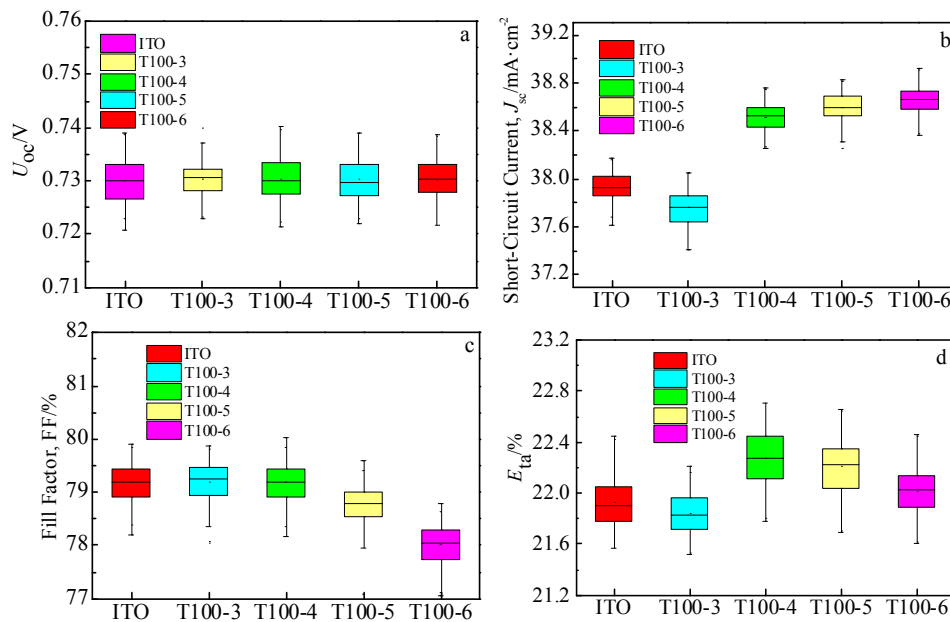 a
U_oc/V
0.76
0.75
0.74
0.73
0.72
0.71
ITO
T100-3
T100-4
T100-5
T100-6
ITO T100-3 T100-4 T100-5 T100-6
b
Short-Circuit Current, J_sc/mA·cm⁻²
39.2
38.8
38.4
38.0
37.6
37.2
ITO
T100-3
T100-4
T100-5
T100-6
ITO T100-3 T100-4 T100-5 T100-6
c
Fill Factor, FF/%
82
81
80
79
78
77
ITO
T100-3
T100-4
T100-5
T100-6
ITO T100-3 T100-4 T100-5 T100-6
d
E_ta/%
23.2
22.8
22.4
22.0
21.6
21.2
ITO
T100-3
T100-4
T100-5
T100-6
ITO T100-3 T100-4 T100-5 T100-6